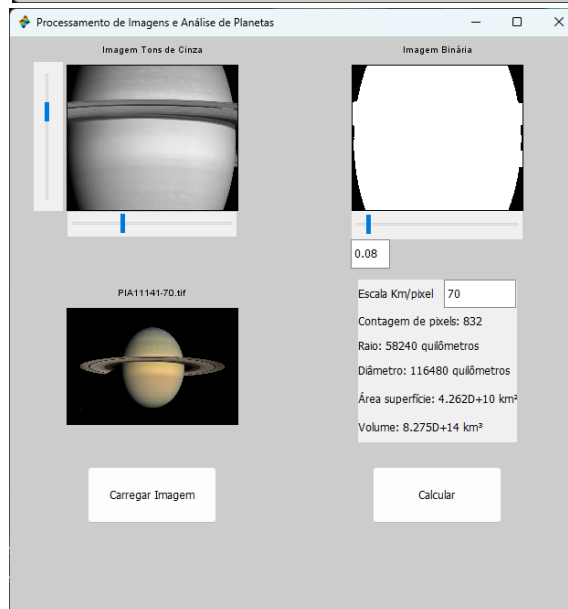 Processamento de Imagens e Análise de Planetas
Imagem Tons de Cinza
Imagem Binária
0.08
PIA11141-70.tif
Escala Km/pixel 70
Contagem de pixels: 832
Raio: 58240 quilômetros
Diâmetro: 116480 quilômetros
Área superfície: 4.262D+10 km²
Volume: 8.275D+14 km³
Carregar Imagem
Calcular